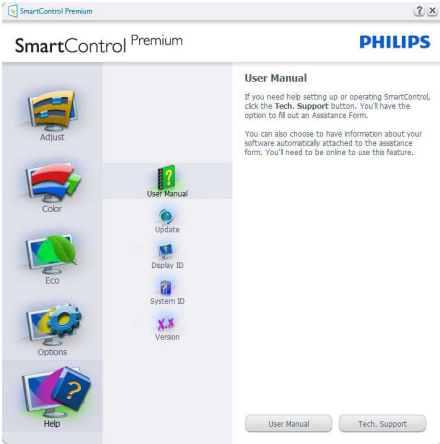 SmartControl Premium
? ×
SmartControl Premium
PHILIPS
Adjust
Color
Eco
Options
Help
User Manual
Update
Display ID
System ID
X.X
Version
User Manual
If you need help setting up or operating SmartControl,
click the Tech. Support button. You'll have the
option to fill out an Assistance Form.
You can also choose to have information about your
software automatically attached to the assistance
form. You'll need to be online to use this feature.
User Manual
Tech. Support